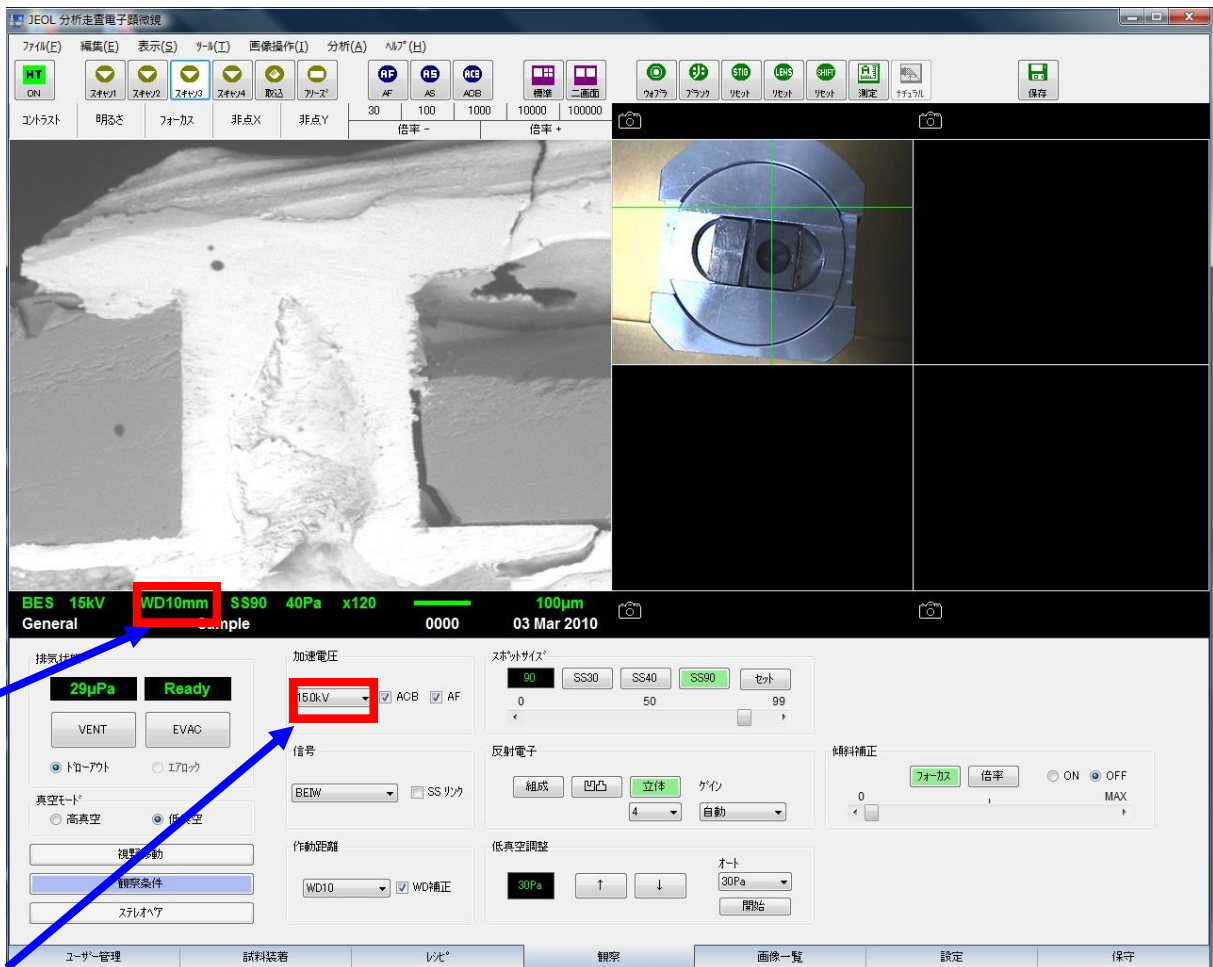 JEOL 分析走査電子顕微鏡
ﾌｧｲﾙ(F) 編集(E) 表示(S) ﾂｰﾙ(T) 画像操作(I) 分析(A) ﾍﾙﾌﾟ(H)
HT AF AS ACB STIG LENS SHIFT
ON ｽｷｬﾝ1 ｽｷｬﾝ2 ｽｷｬﾝ3 ｽｷｬﾝ4 取込 ﾌﾘｰｽﾞ AF AS ACB 標準 二画面 ｳｫﾌﾞﾗ ﾌﾞﾗﾝｸ ﾘｾｯﾄ ﾘｾｯﾄ ﾘｾｯﾄ 測定 ﾅﾁｭﾗﾙ 保存
ｺﾝﾄﾗｽﾄ 明るさ ﾌｫｰｶｽ 非点X 非点Y
30 100 1000 10000 100000
倍率 - 倍率 +
BES 15kV WD10mm SS90 40Pa x120 100μm
General Sample 0000 03 Mar 2010
排気状態
29μPa Ready
VENT EVAC
ﾄﾞﾛｰｱｳﾄ ｴｱﾛｯｸ
真空ﾓｰﾄﾞ
高真空 低真空
視野移動
観察条件
ｽﾃﾚｵﾍﾟｱ
加速電圧
15.0kV ACB AF
信号
BEIW SS ﾘﾝｸ
作動距離
WD10 WD補正
ｽﾎﾟｯﾄｻｲｽﾞ
90 SS30 SS40 SS90 ｾｯﾄ
0 50 99
反射電子
組成 凹凸 立体 ｹﾞｲﾝ
4 自動
低真空調整
ｵｰﾄ
30Pa ↑ ↓ 30Pa
開始
傾斜補正
ﾌｫｰｶｽ 倍率 ON OFF
0 MAX
ﾕｰｻﾞｰ管理 試料装着 ﾚｼﾋﾟ 観察 画像一覧 設定 保守